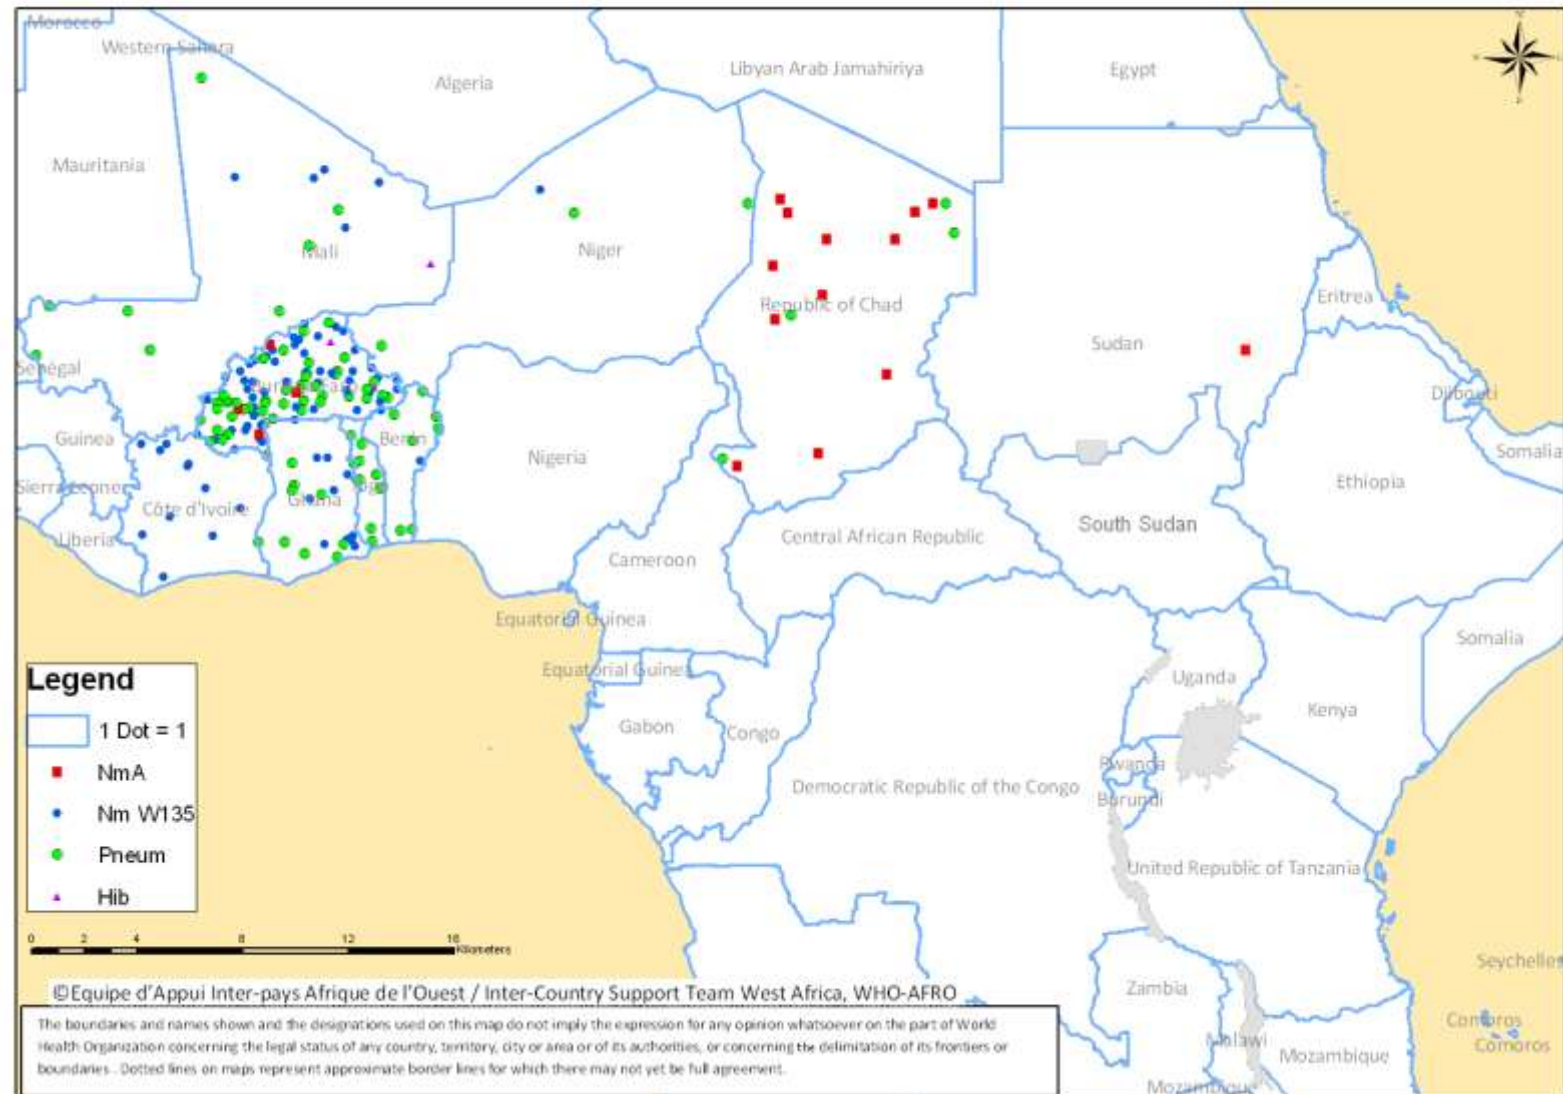 Morocco
Western Sahara
Algeria
Libyan Arab Jamahiriya
Egypt
Mauritania
Mali
Niger
Republic of Chad
Sudan
Eritrea
Senegal
Burkina Faso
Djibouti
Guinea
Benin
Nigeria
Somalia
Sierra Leone
Côte d'Ivoire
Ghana
Togo
Ethiopia
Liberia
Central African Republic
South Sudan
Cameroon
Equatorial Guinea
Somalia
Equatorial Guinea
Uganda
Gabon
Congo
Kenya
Rwanda
Democratic Republic of the Congo
Burundi
United Republic of Tanzania
Legend
1 Dot = 1
NmA
Nm W135
Pneum
Hib
0 2 4 8 12 16
Kilometers
Seychelles
Zambia
Comoros
Malawi
Mozambique
Comoros
Mozambique
©Equipe d'Appui Inter-pays Afrique de l'Ouest / Inter-Country Support Team West Africa, WHO-AFRO
The boundaries and names shown and the designations used on this map do not imply the expression for any opinion whatsoever on the part of World
Health Organization concerning the legal status of any country, territory, city or area or of its authorities, or concerning the delimitation of its frontiers or
boundaries . Dotted lines on maps represent approximate border lines for which there may not yet be full agreement.